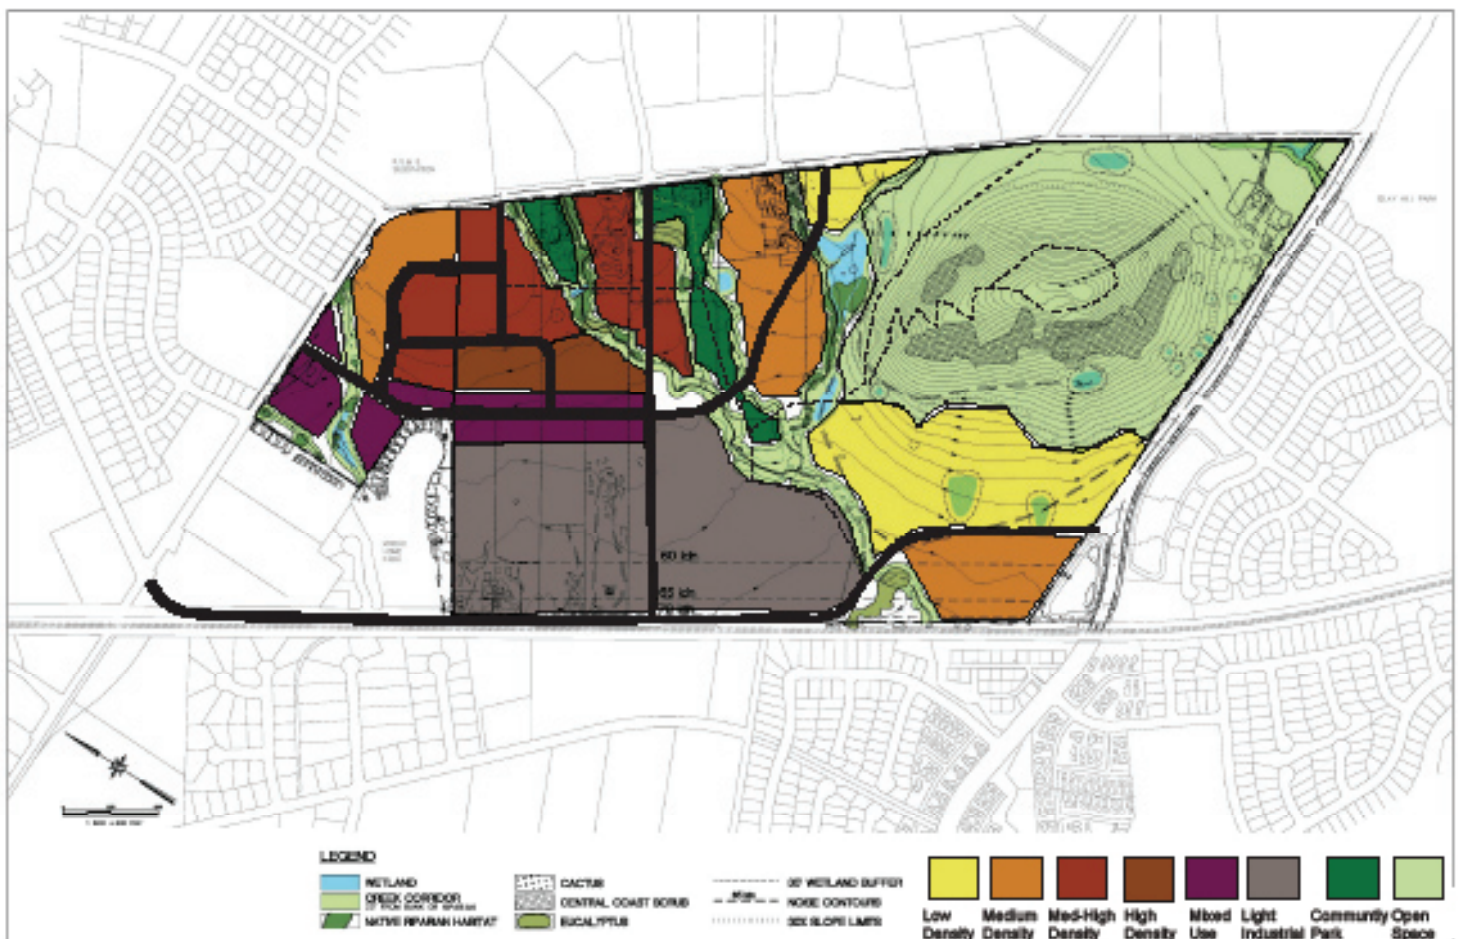 60 ldn
65 ldn
LEGEND
WETLAND
CREEK CORRIDOR
NATIVE RIPARIAN HABITAT
CACTUS
CENTRAL COAST SCRUB
EUCALYPTUS
35' WETLAND BUFFER
NOISE CONTOURS
30% SLOPE LIMITS
Low Density
Medium Density
Med-High Density
High Density
Mixed Use
Light Industrial
Community Park
Open Space